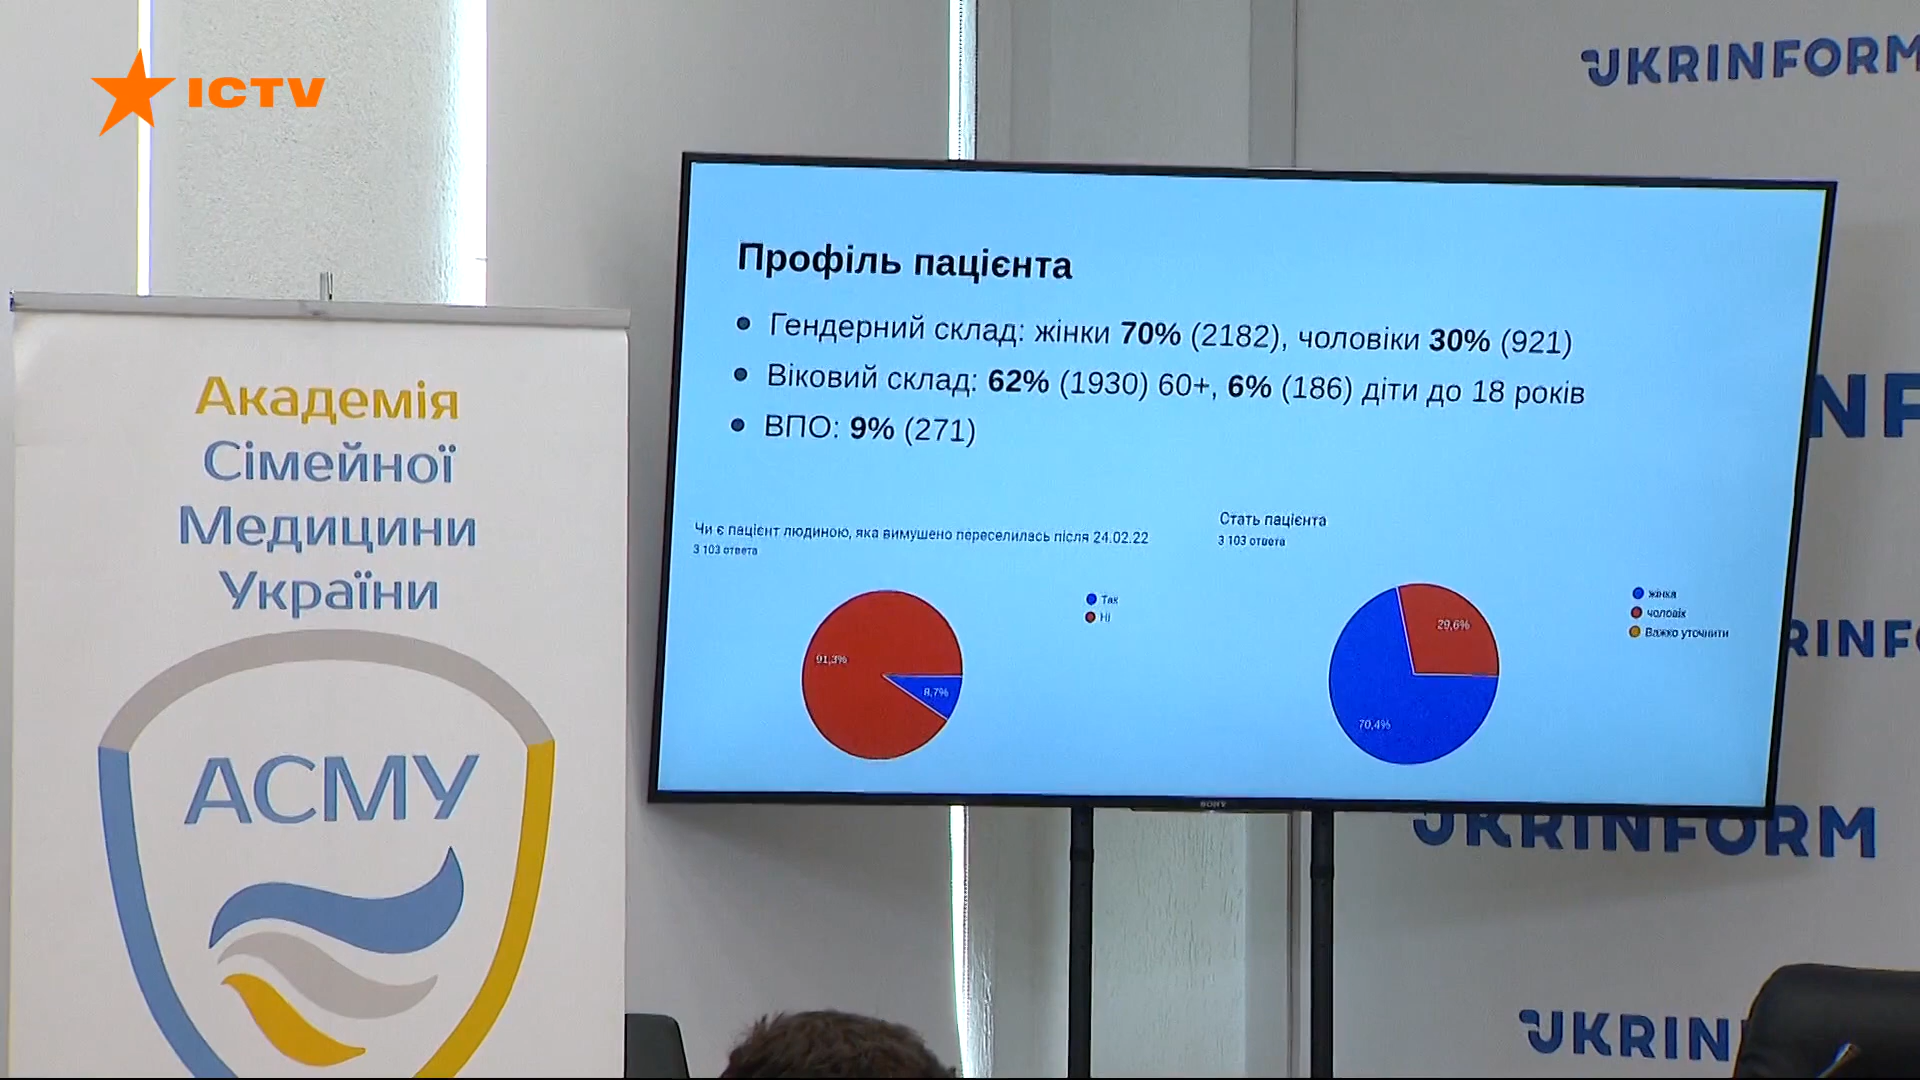 ICTV
UKRINFORM
Профіль пацієнта
Гендерний склад: жінки 70% (2182), чоловіки 30% (921)
Віковий склад: 62% (1930) 60+, 6% (186) діти до 18 років
ВПО: 9% (271)
Чи є пацієнт людиною, яка вимушено переселилась після 24.02.22
3 103 ответа
Так
Ні
91,3%
8,7%
Стать пацієнта
3 103 ответа
жінка
чоловік
Важко уточнити
29,6%
70,4%
SONY
Академія
Сімейної
Медицини
України
АСМУ
NF
RINF
UKRINFORM
UKRIN